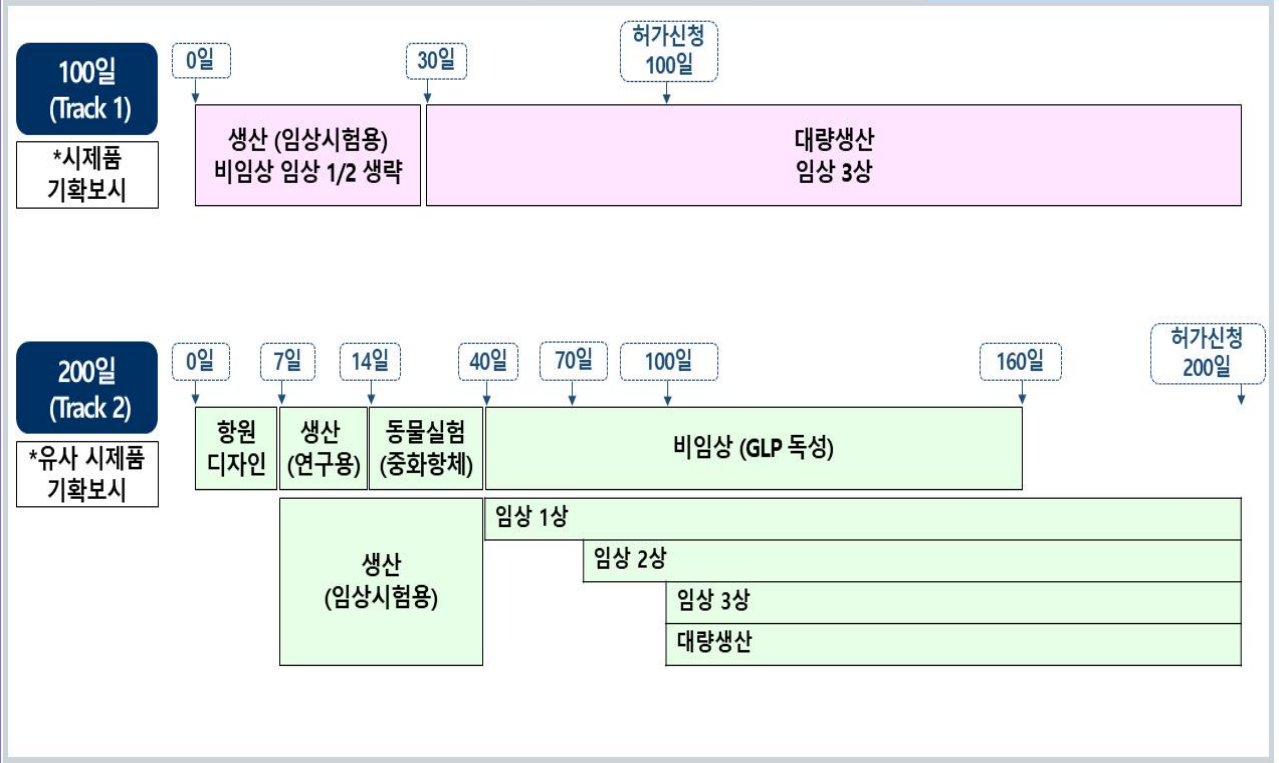 100일
(Track 1)
*시제품
기확보시
0일
30일
허가신청
100일
생산 (임상시험용)
비임상 임상 1/2 생략
대량생산
임상 3상
200일
(Track 2)
*유사 시제품
기확보시
0일
7일
14일
40일
70일
100일
160일
허가신청
200일
항원
디자인
생산
(연구용)
동물실험
(중화항체)
비임상 (GLP 독성)
생산
(임상시험용)
임상 1상
임상 2상
임상 3상
대량생산